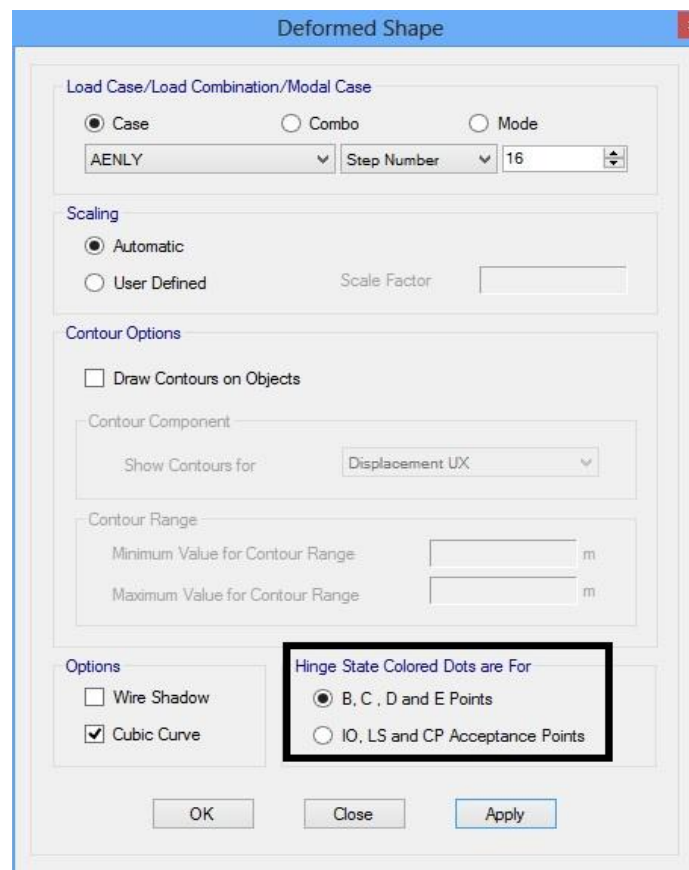 Deformed Shape
Load Case/Load Combination/Modal Case
Case Combo Mode
AENLY Step Number 16
Scaling
Automatic
User Defined Scale Factor
Contour Options
Draw Contours on Objects
Contour Component
Show Contours for Displacement UX
Contour Range
Minimum Value for Contour Range m
Maximum Value for Contour Range m
Options Hinge State Colored Dots are For
Wire Shadow B, C , D and E Points
Cubic Curve IO, LS and CP Acceptance Points
OK Close Apply